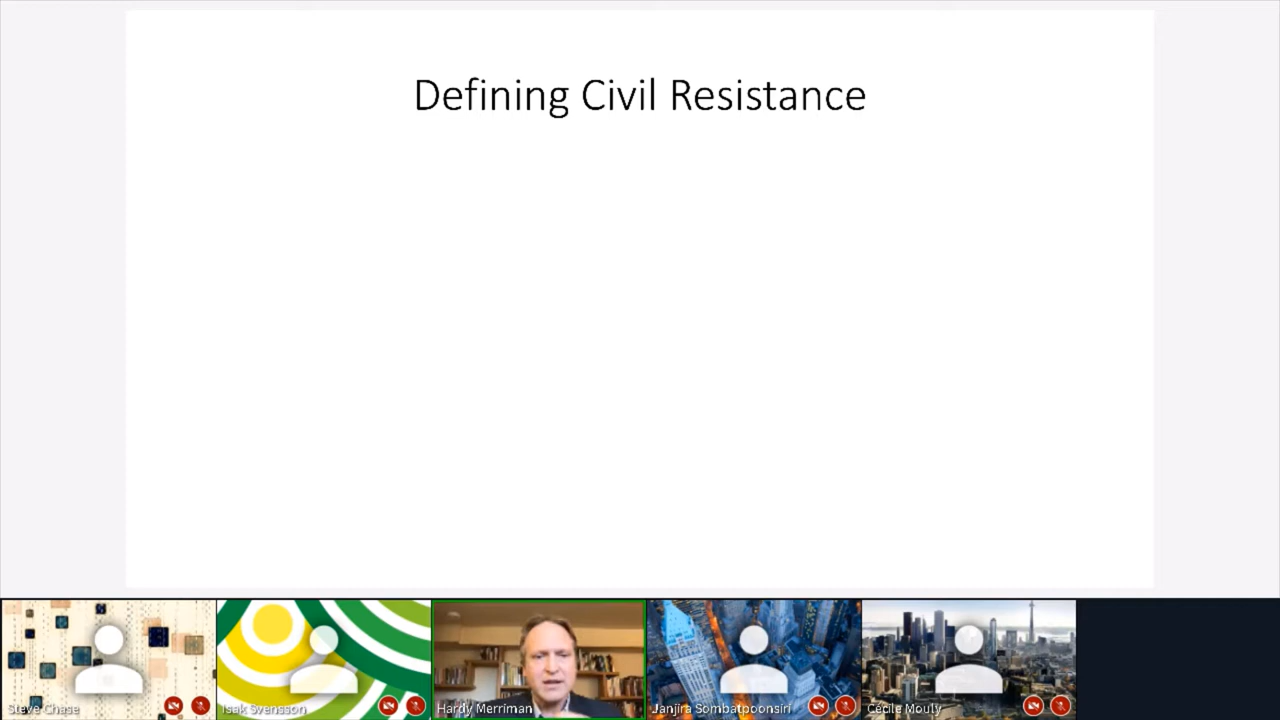 Defining Civil Resistance
Steve Chase
Isak Svensson
Hardy Merriman
Janjira Sombatpoonsiri
Cécile Mouly